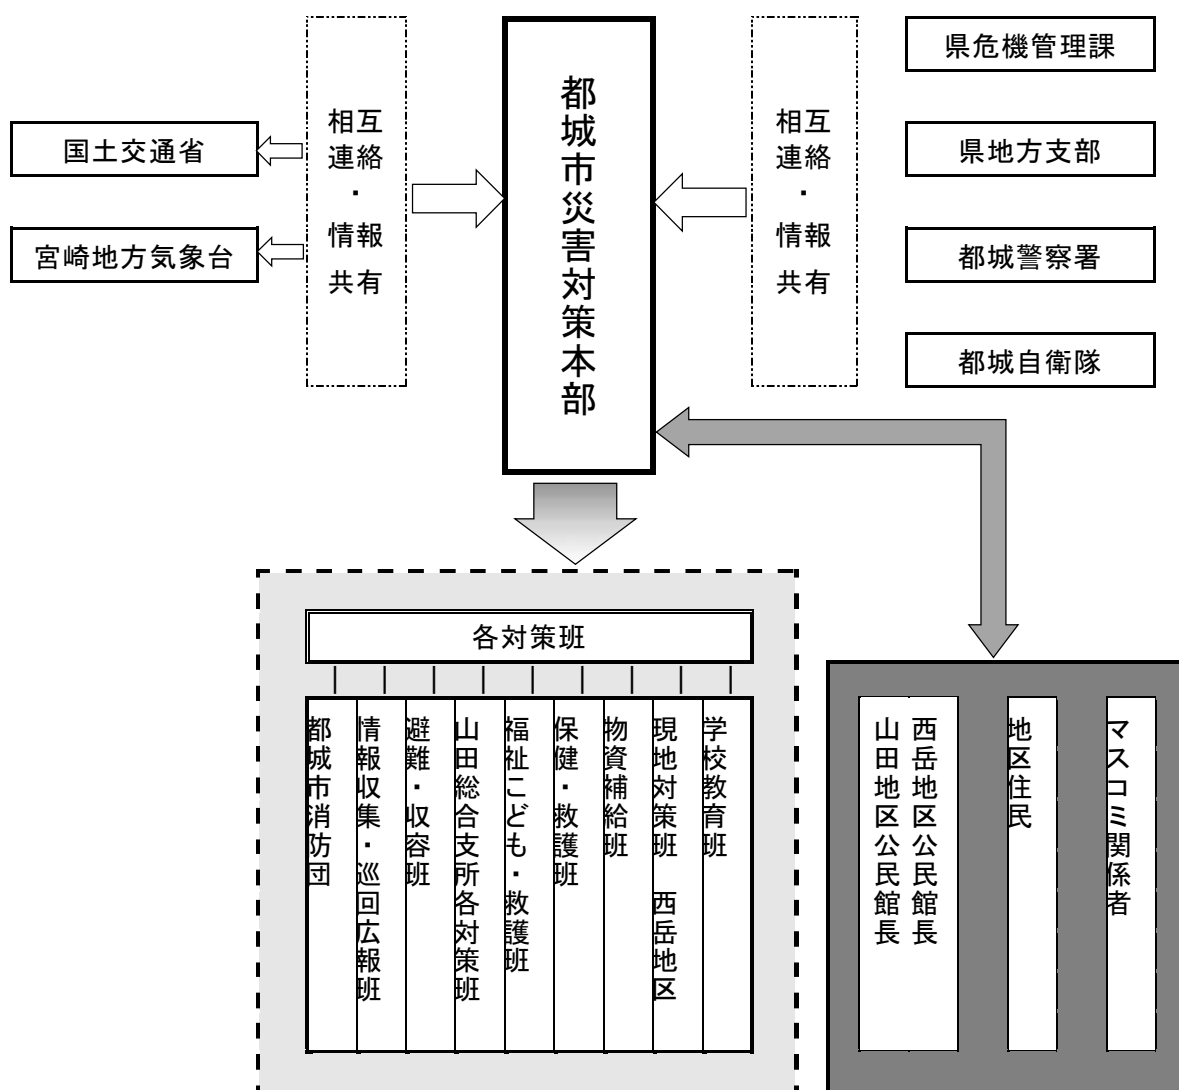 県危機管理課
国土交通省
宮崎地方気象台
相互
連絡
・
情報
共有
都城市災害対策本部
相互
連絡
・
情報
共有
県地方支部
都城警察署
都城自衛隊
各対策班
都城市消防団
情報収集・巡回広報班
避難・収容班
山田総合支所各対策班
福祉こども・救護班
保健・救護班
物資補給班
現地対策班 西岳地区
学校教育班
西岳地区公民館長
山田地区公民館長
地区住民
マスコミ関係者